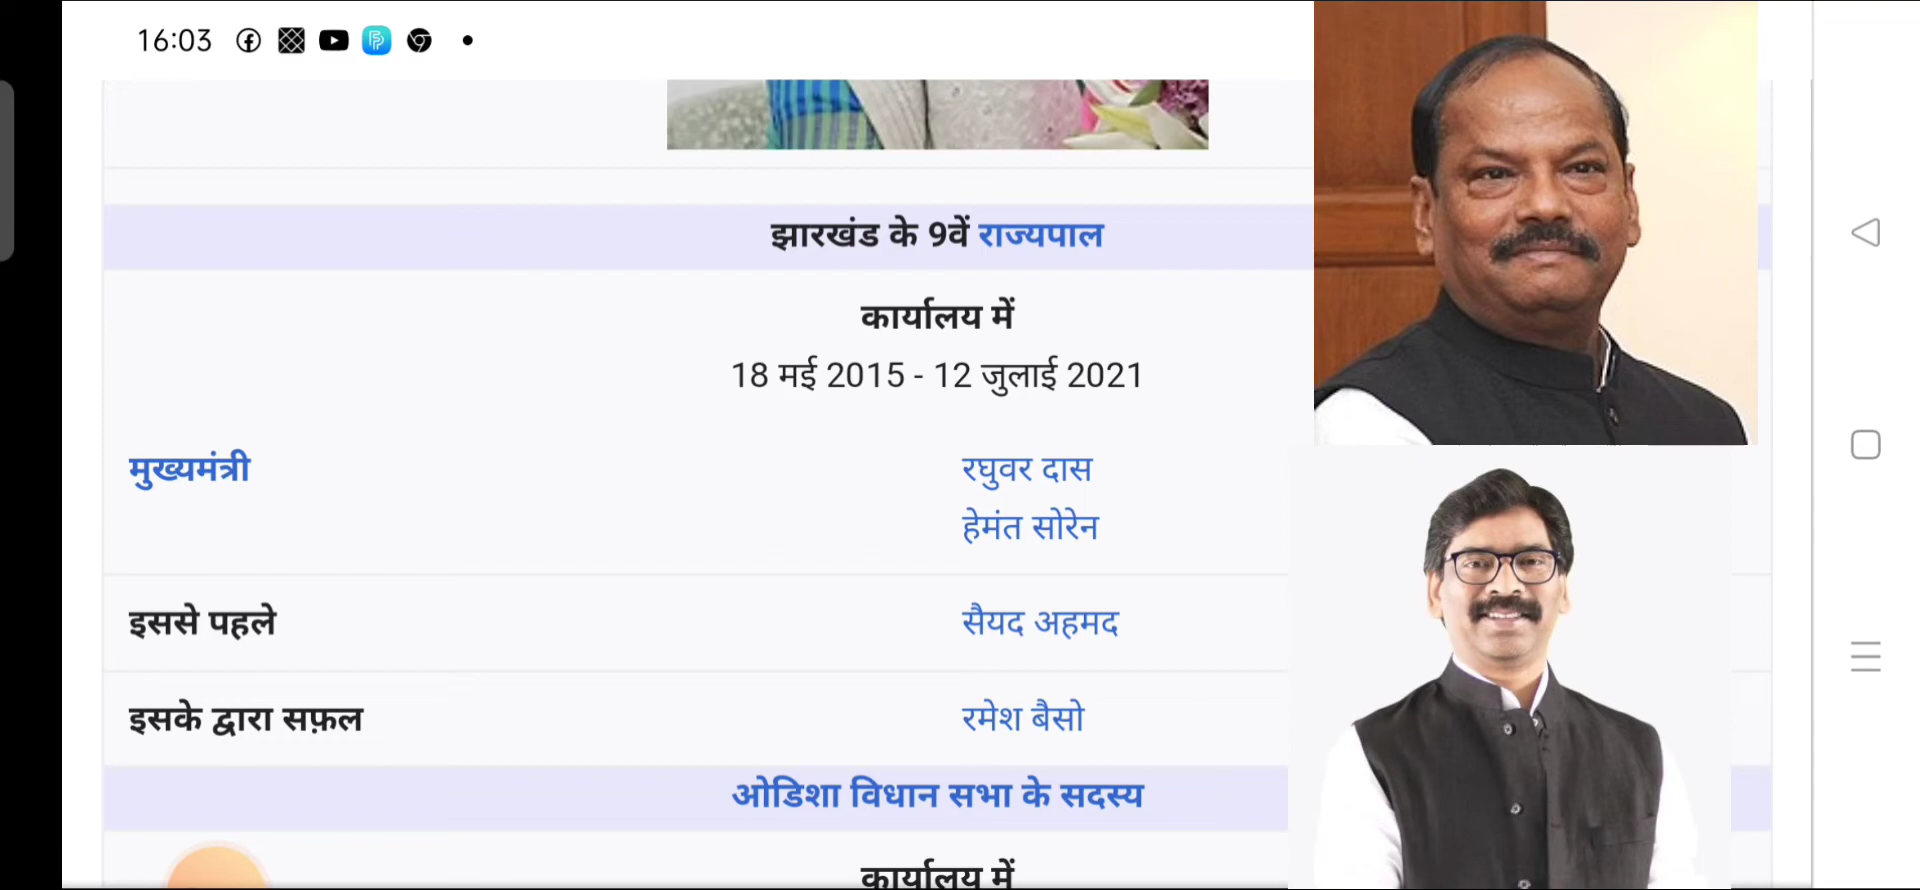 16:03
झारखंड के 9वें राज्यपाल
कार्यालय में
18 मई 2015 - 12 जुलाई 2021
मुख्यमंत्री रघुवर दास
हेमंत सोरेन
इससे पहले सैयद अहमद
इसके द्वारा सफ़ल रमेश बैसो
ओडिशा विधान सभा के सदस्य
कार्यालय में